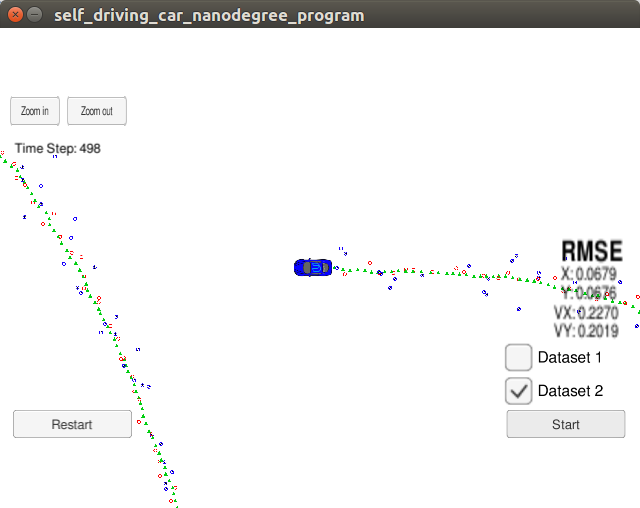 self_driving_car_nanodegree_program
Zoom in
Zoom out
Time Step: 498
RMSE
X: 0.0679
Y: 0.0676
VX: 0.2270
VY: 0.2019
Dataset 1
Dataset 2
Restart
Start